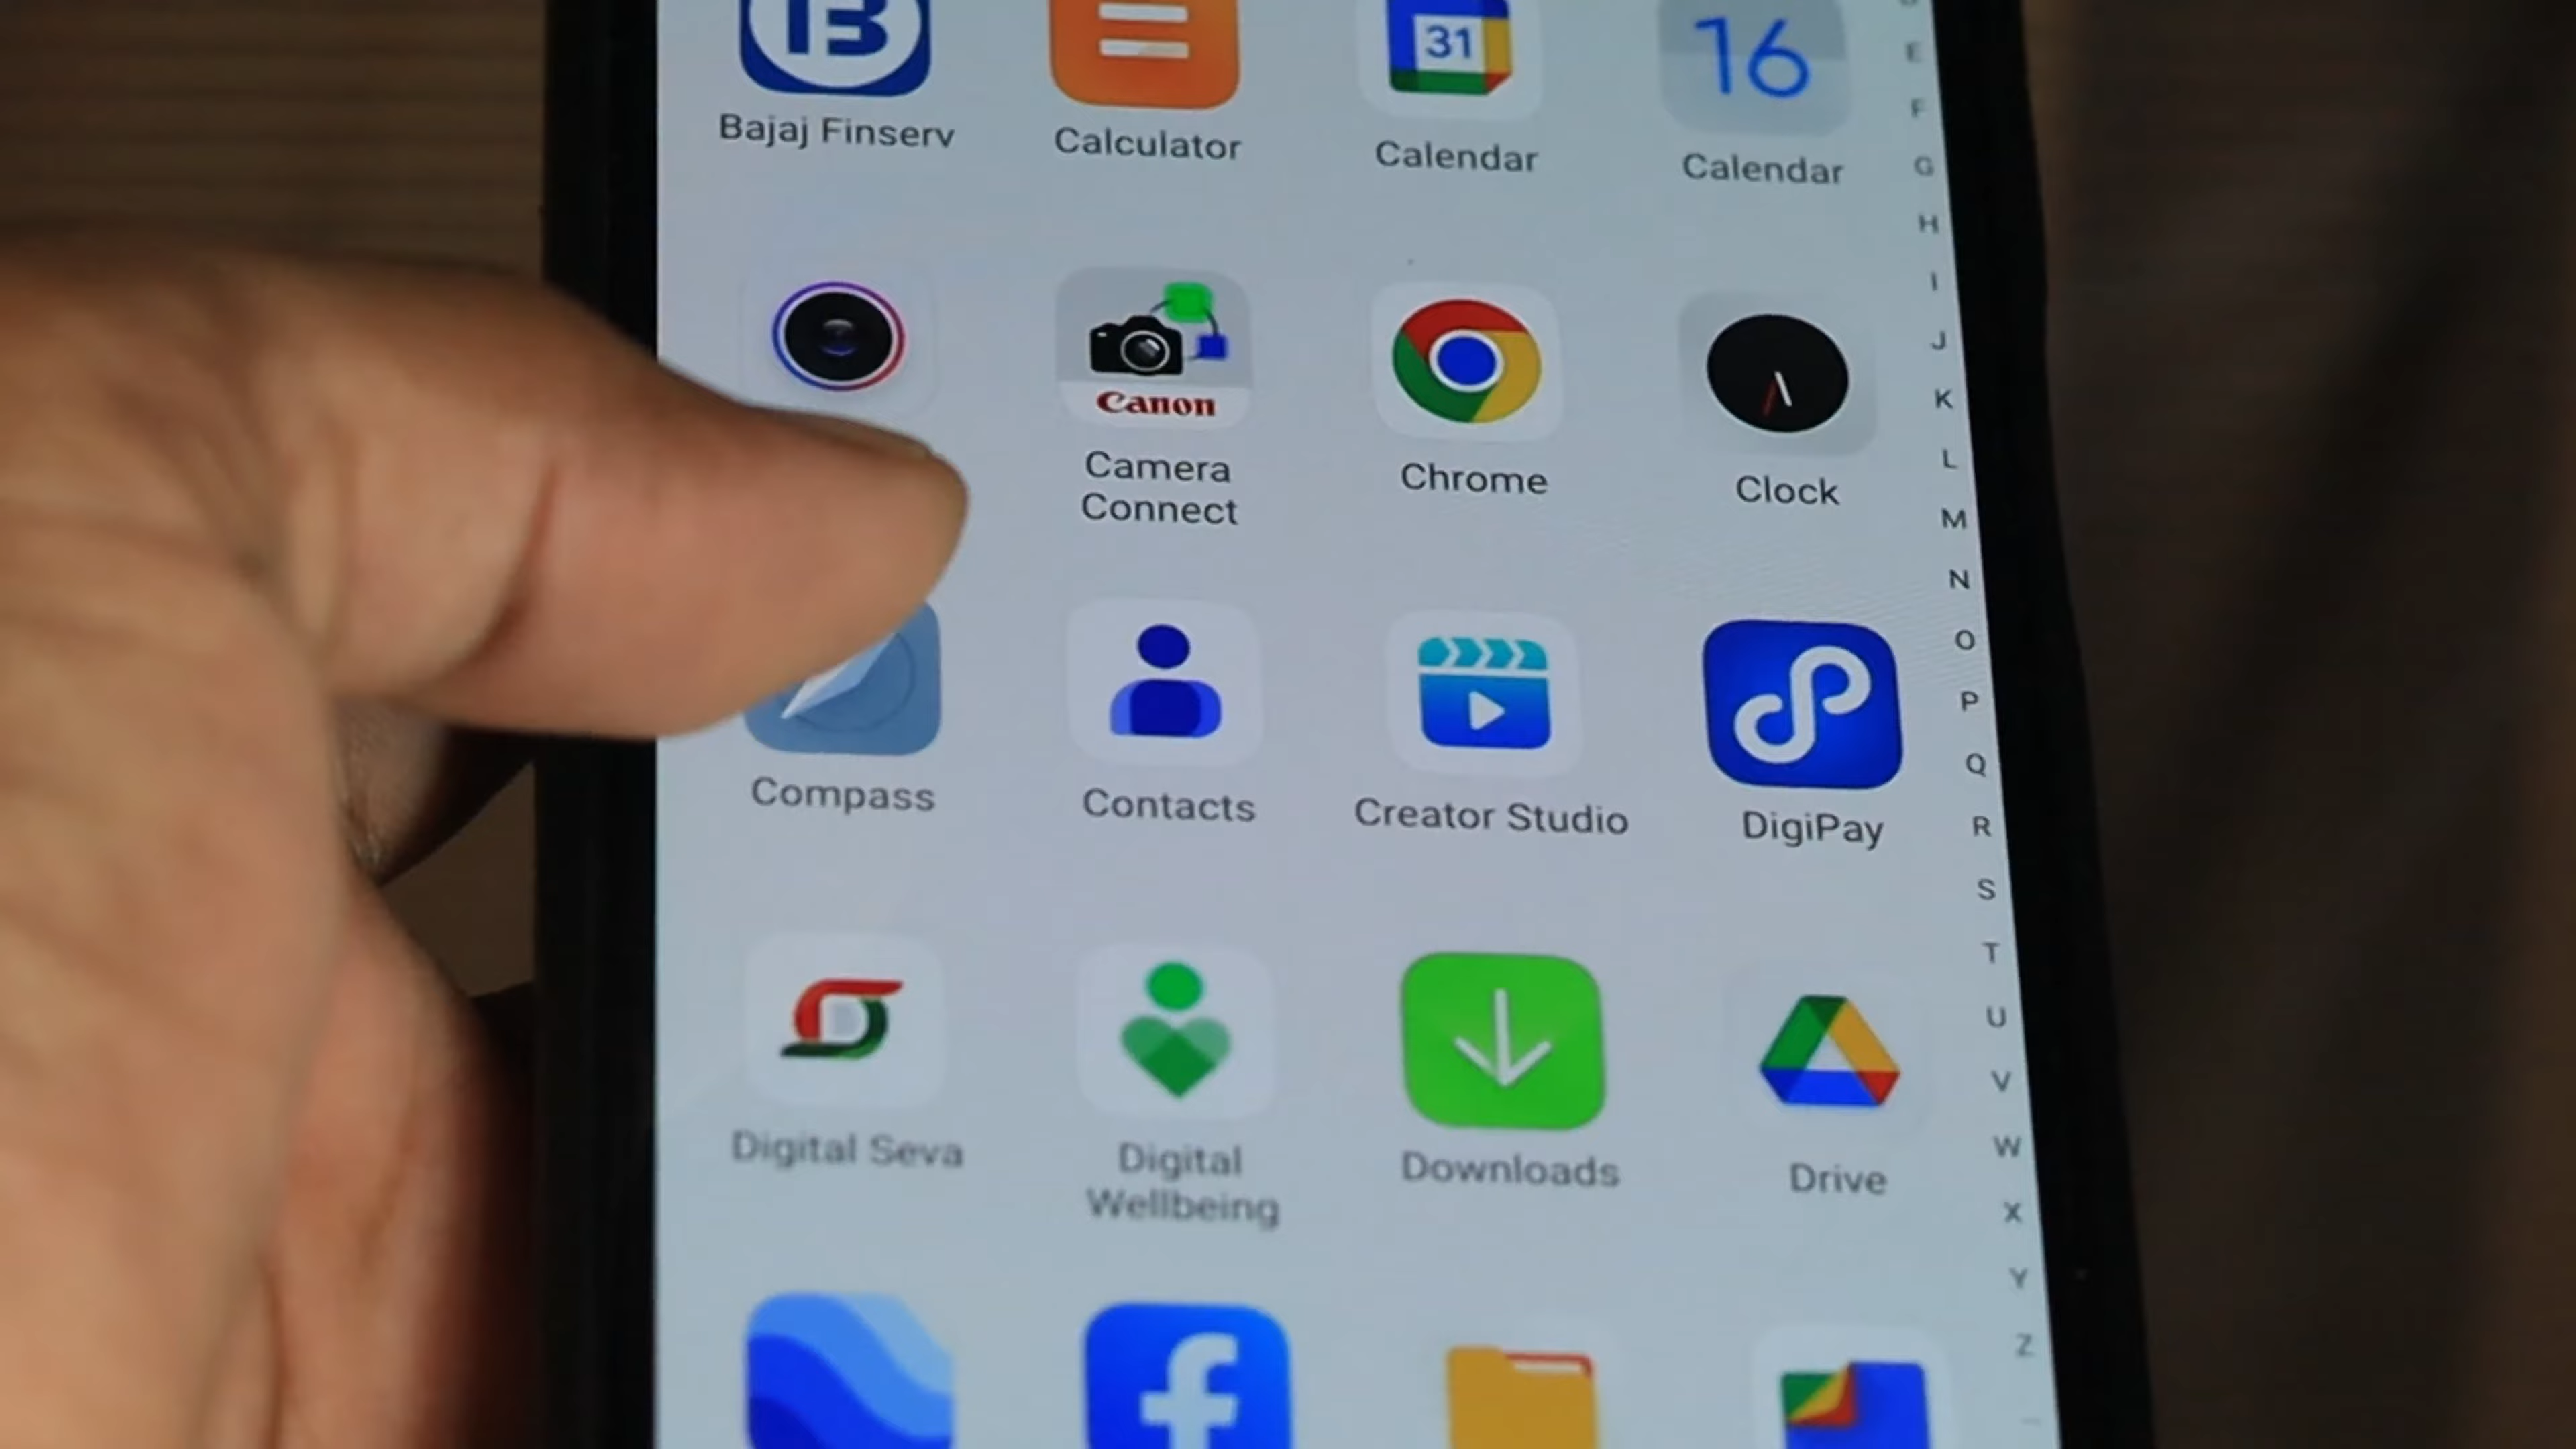 Bajaj Finserv
Calculator
31
Calendar
16
Calendar
Canon
Camera
Connect
Chrome
Clock
Compass
Contacts
Creator Studio
DigiPay
Digital Seva
Digital
Wellbeing
Downloads
Drive
E
F
G
H
I
J
K
L
M
N
O
P
Q
R
S
T
U
V
W
X
Y
Z